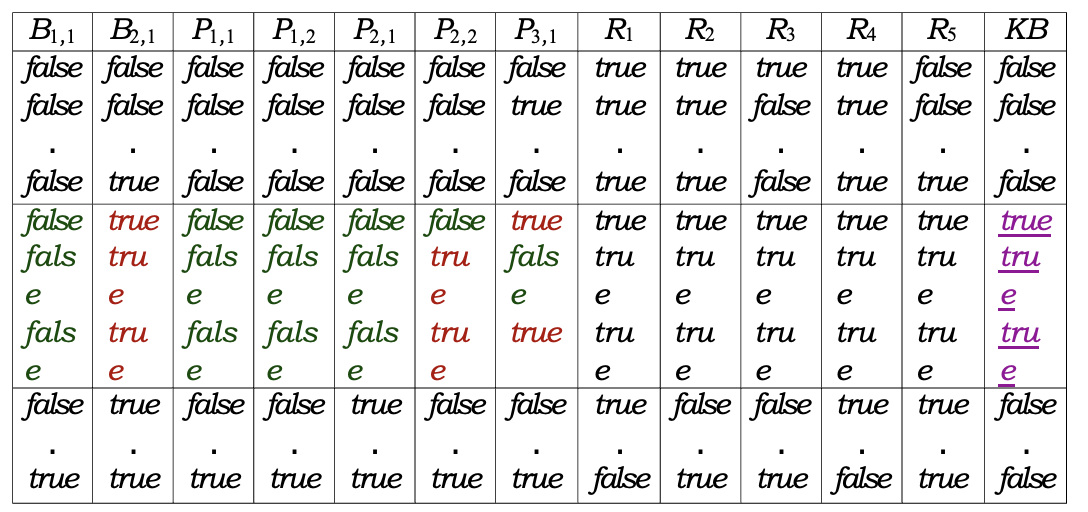 B1,1 B2,1 P1,1 P1,2 P2,1 P2,2 P3,1 R1 R2 R3 R4 R5 KB
false false false false false false false true true true true false false
false false false false false false true true true false true false false
. . . . . . . . . . . . .
false true false false false false false true true false true true false
false true false false false false true true true true true true true
fals tru fals fals fals tru fals tru tru tru tru tru tru
e e e e e e e e e e e e e
fals tru fals fals fals tru true tru tru tru tru tru tru
e e e e e e e e e e e e
false true false false true false false true false false true true false
. . . . . . . . . . . . .
true true true true true true true false true true false true false